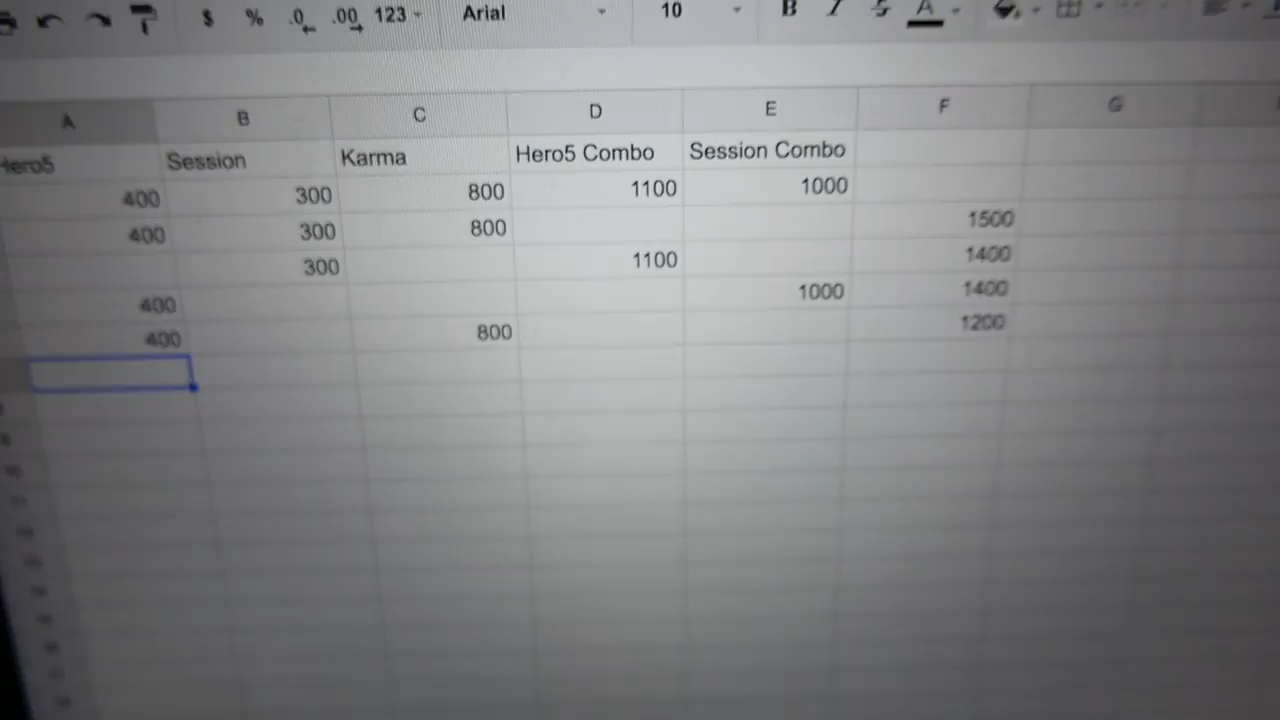 $ % .0 .00 123 Arial 10 B I S A
A B C D E F G
Hero5 Session Karma Hero5 Combo Session Combo
400 300 800 1100 1000
400 300 800 1500
300 1100 1400
400 1000 1400
400 800 1200